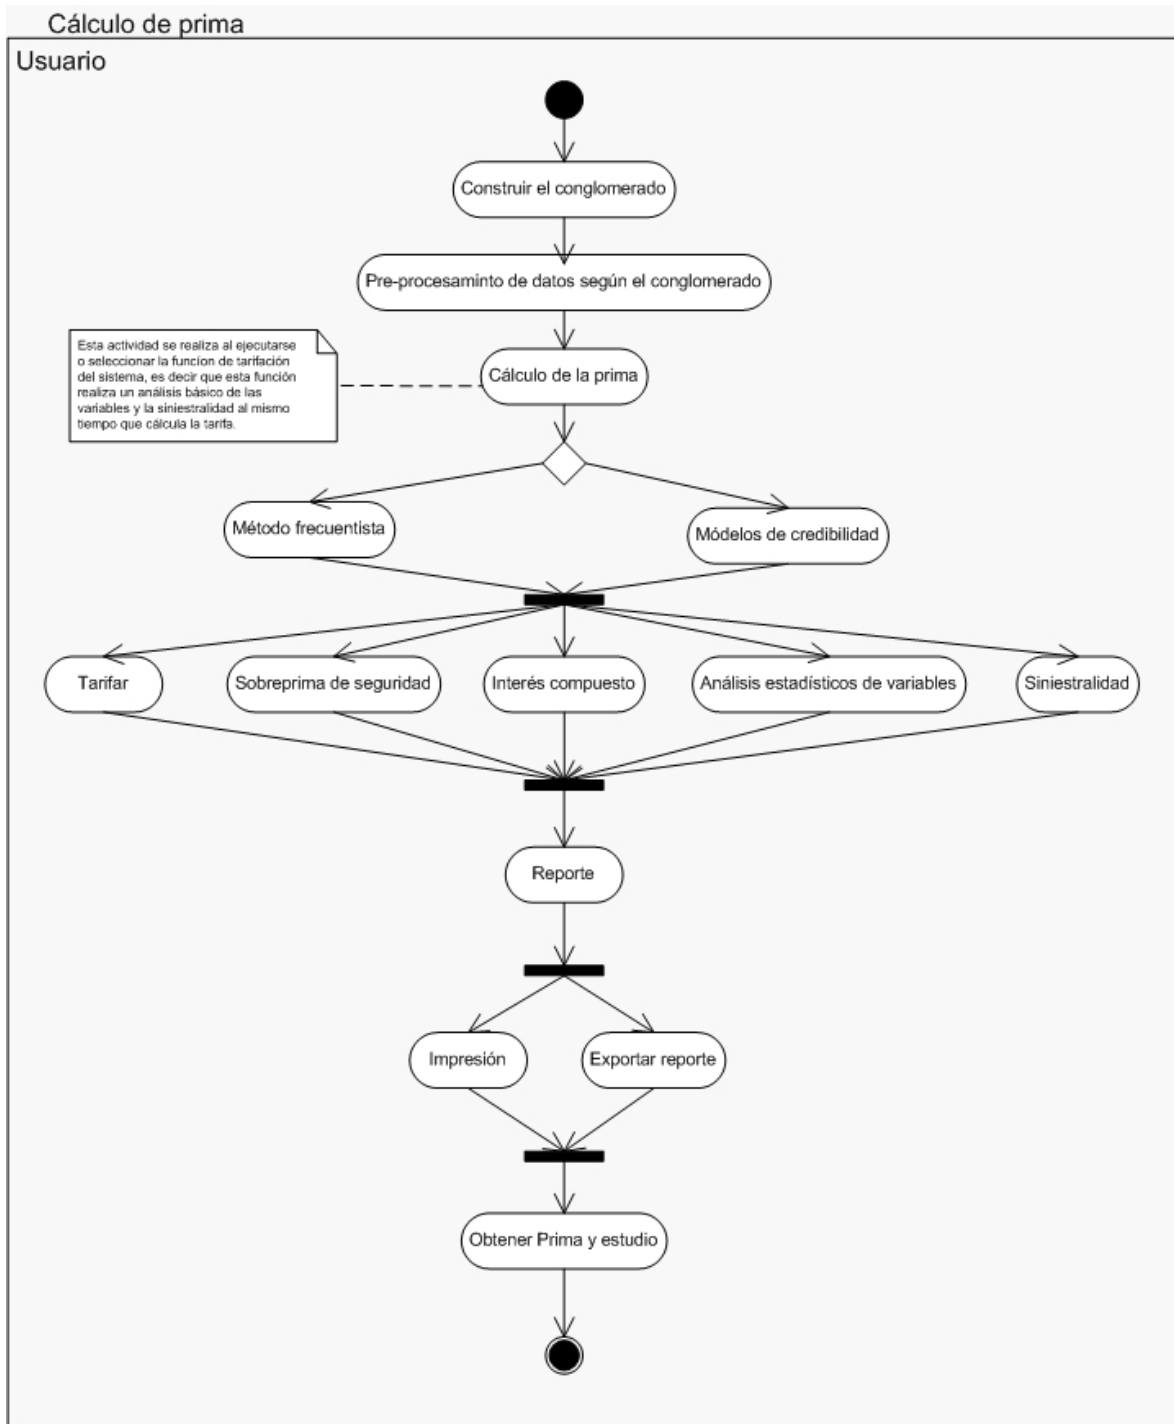 Cálculo de prima
Usuario
Construir el conglomerado
Pre-procesaminto de datos según el conglomerado
Esta actividad se realiza al ejecutarse
o seleccionar la funcíon de tarifación
del sistema, es decir que esta función
realiza un análisis básico de las
variables y la siniestralidad al mismo
tiempo que cálcula la tarifa.
Cálculo de la prima
Método frecuentista
Módelos de credibilidad
Tarifar
Sobreprima de seguridad
Interés compuesto
Análisis estadísticos de variables
Siniestralidad
Reporte
Impresión
Exportar reporte
Obtener Prima y estudio